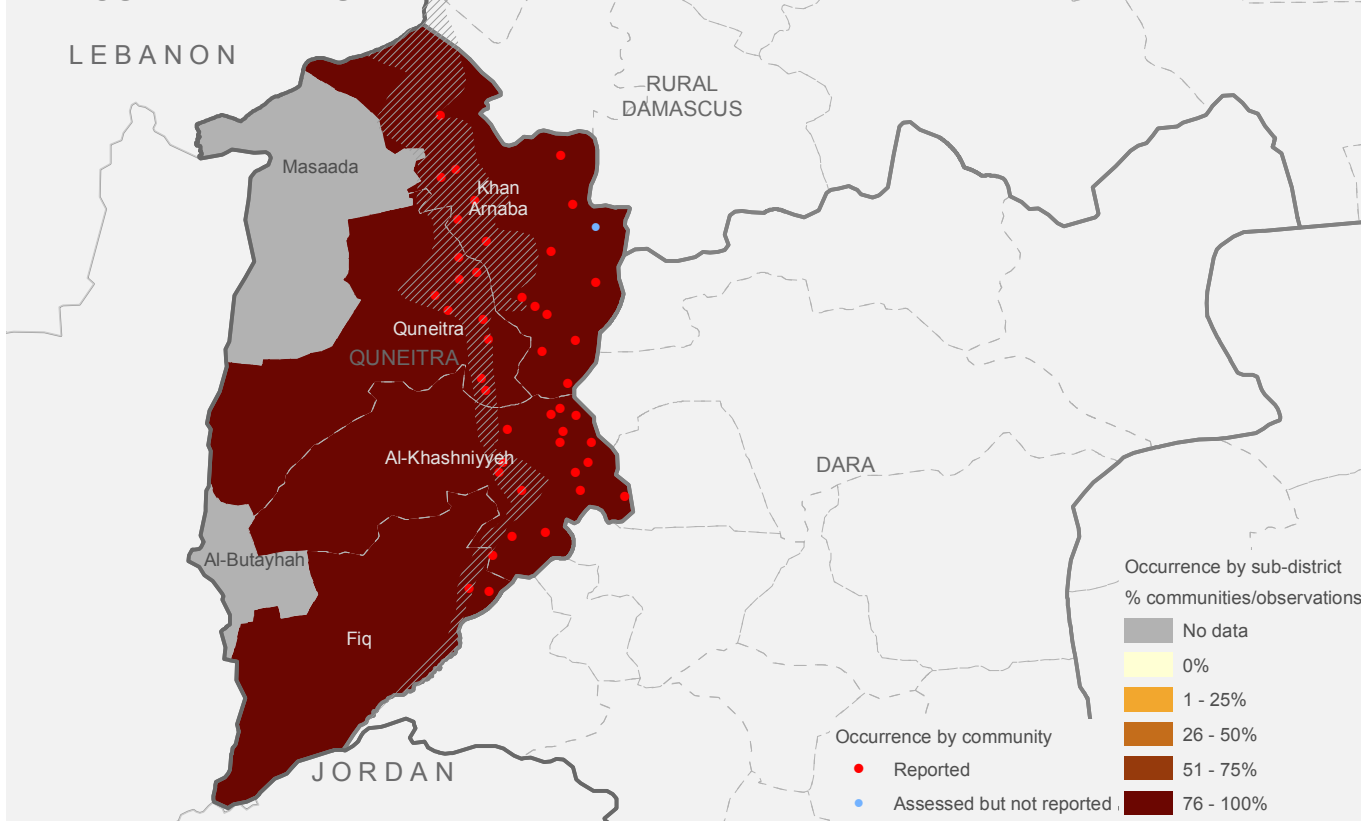 LEBANON
RURAL
DAMASCUS
Masaada
Khan
Arnaba
Quneitra
QUNEITRA
Al-Khashniyyeh
DARA
Al-Butayhah
Fiq
JORDAN
Occurrence by sub-district
% communities/observations
No data
0%
1 - 25%
26 - 50%
51 - 75%
76 - 100%
Occurrence by community
Reported
Assessed but not reported